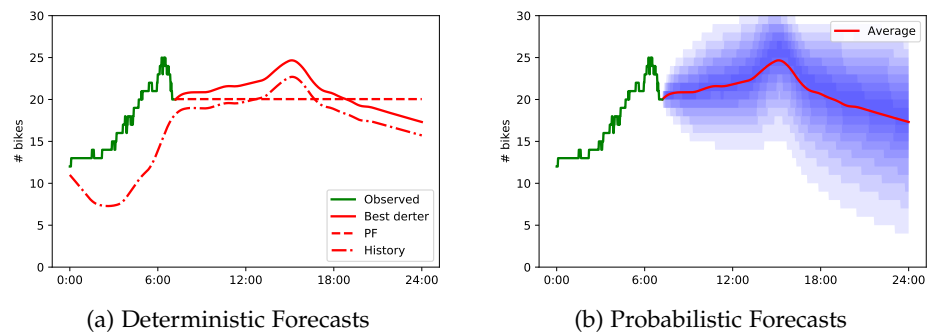 30
25
20
15
10
5
0
# bikes
0:00 6:00 12:00 18:00 24:00
Observed
Best derter
PF
History
(a) Deterministic Forecasts
30
25
20
15
10
5
0
# bikes
0:00 6:00 12:00 18:00 24:00
Average
(b) Probabilistic Forecasts